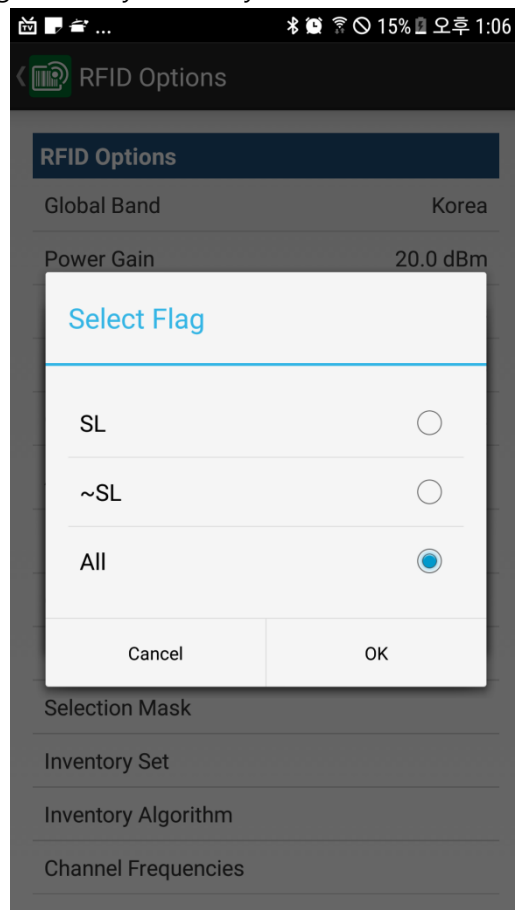 ... 15% 오후 1:06
RFID Options
RFID Options
Global Band Korea
Power Gain 20.0 dBm
Select Flag
SL
~SL
All
Cancel OK
Selection Mask
Inventory Set
Inventory Algorithm
Channel Frequencies